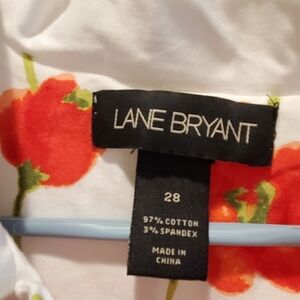 LANE BRYANT
28
97% COTTON
3% SPANDEX
MADE IN
CHINA